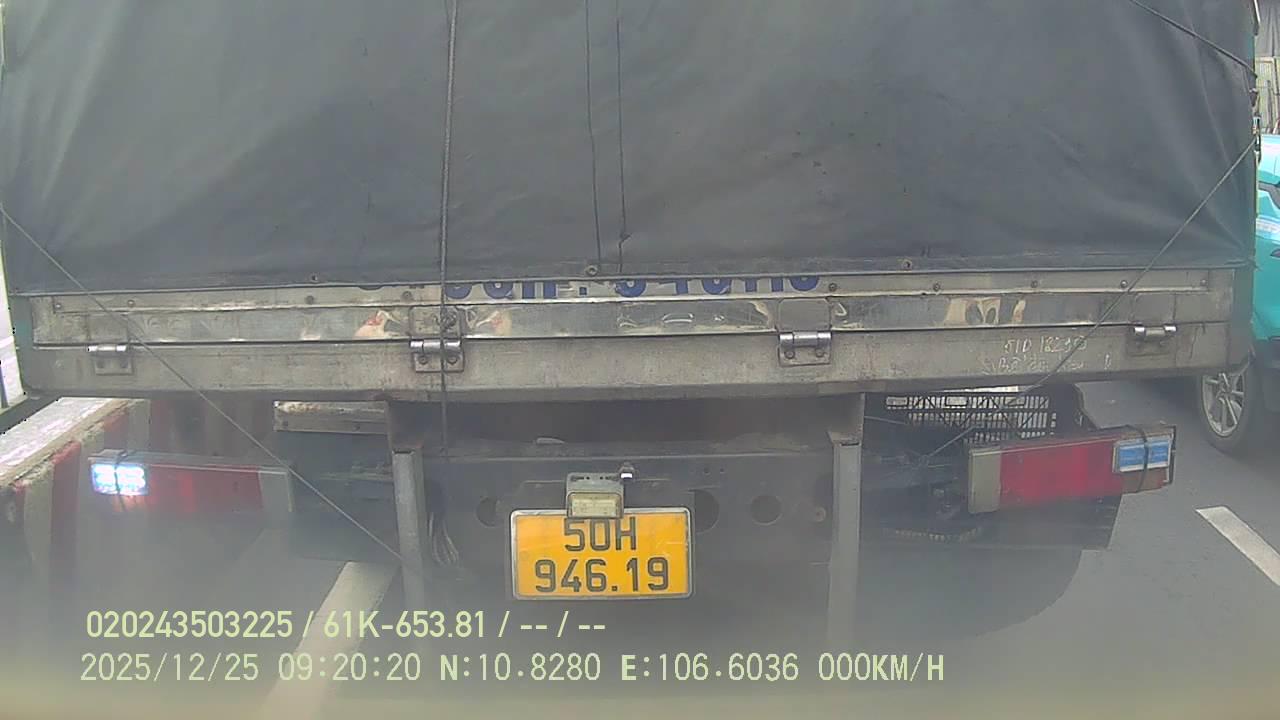 50H
946.19
020243503225 / 61K-653.81 / -- / --
2025/12/25 09:20:20 N:10.8280 E:106.6036 000KM/H